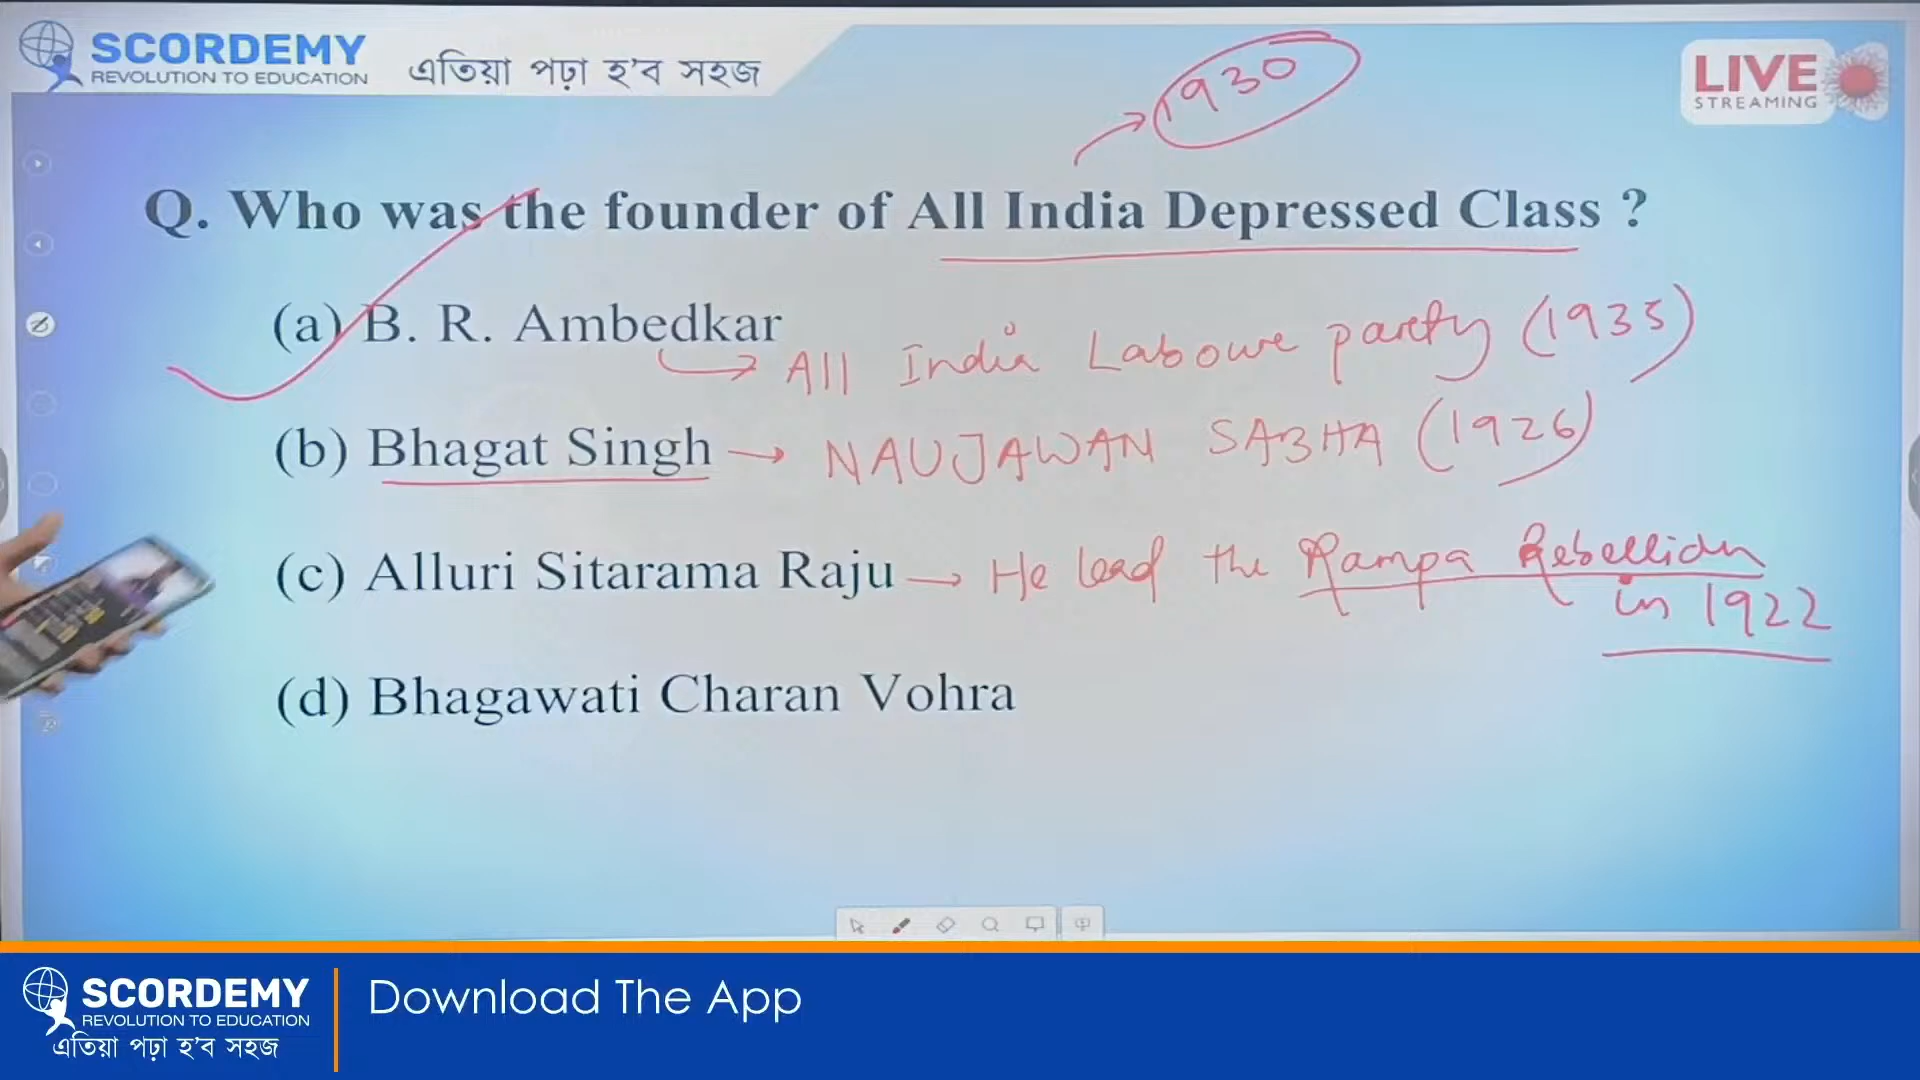 SCORDEMY
REVOLUTION TO EDUCATION
এতিয়া পঢ়া হ'ব সহজ
1930
LIVE
STREAMING
Q. Who was the founder of All India Depressed Class ?
(a) B. R. Ambedkar
All India Laboure party (1935)
(b) Bhagat Singh → NAUJAWAN SABHA (1926)
(c) Alluri Sitarama Raju → He lead the Rampa Rebellion
in 1922
(d) Bhagawati Charan Vohra
SCORDEMY
REVOLUTION TO EDUCATION
এতিয়া পঢ়া হ'ব সহজ
Download The App